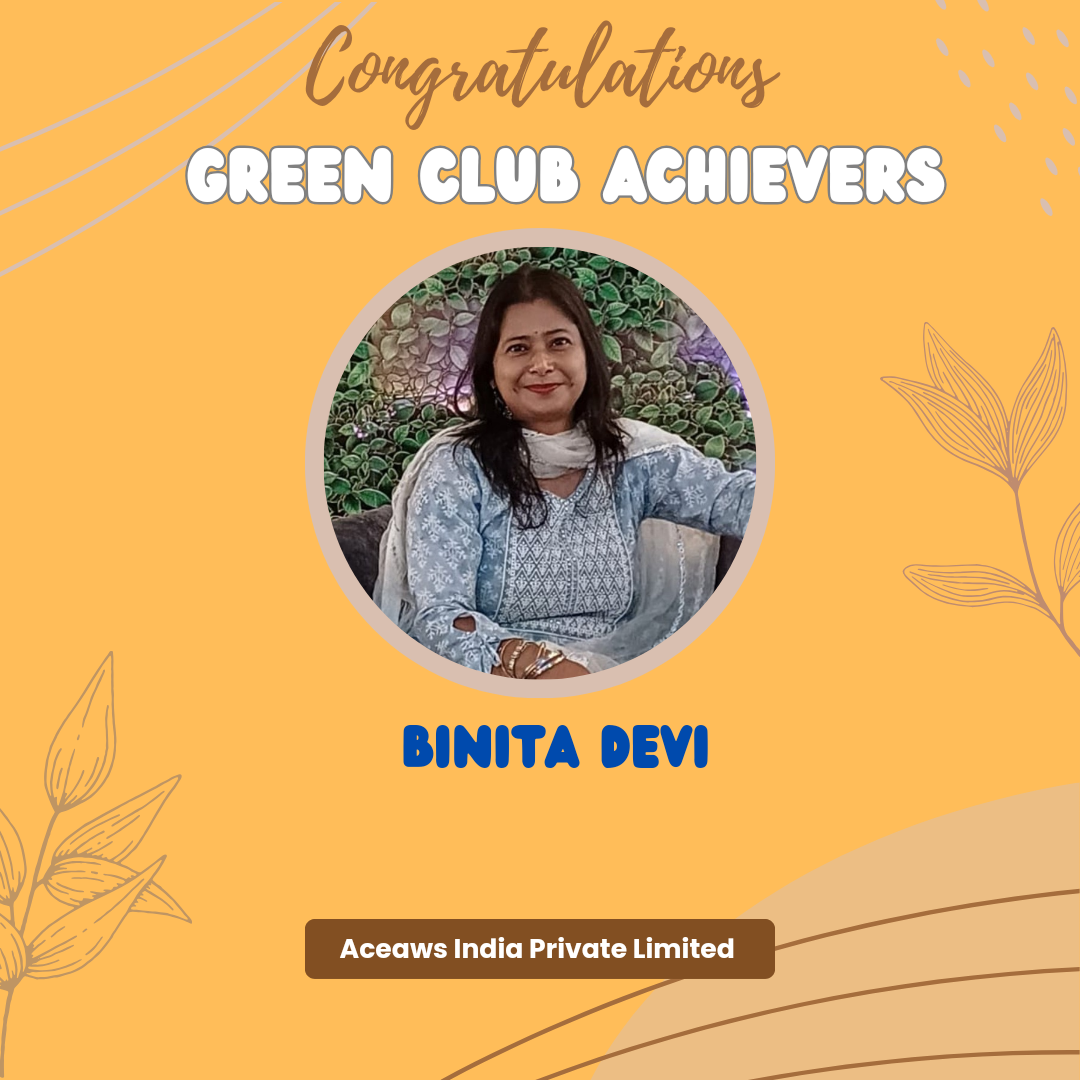 Congratulations
GREEN CLUB ACHIEVERS
BINITA DEVI
Aceaws India Private Limited